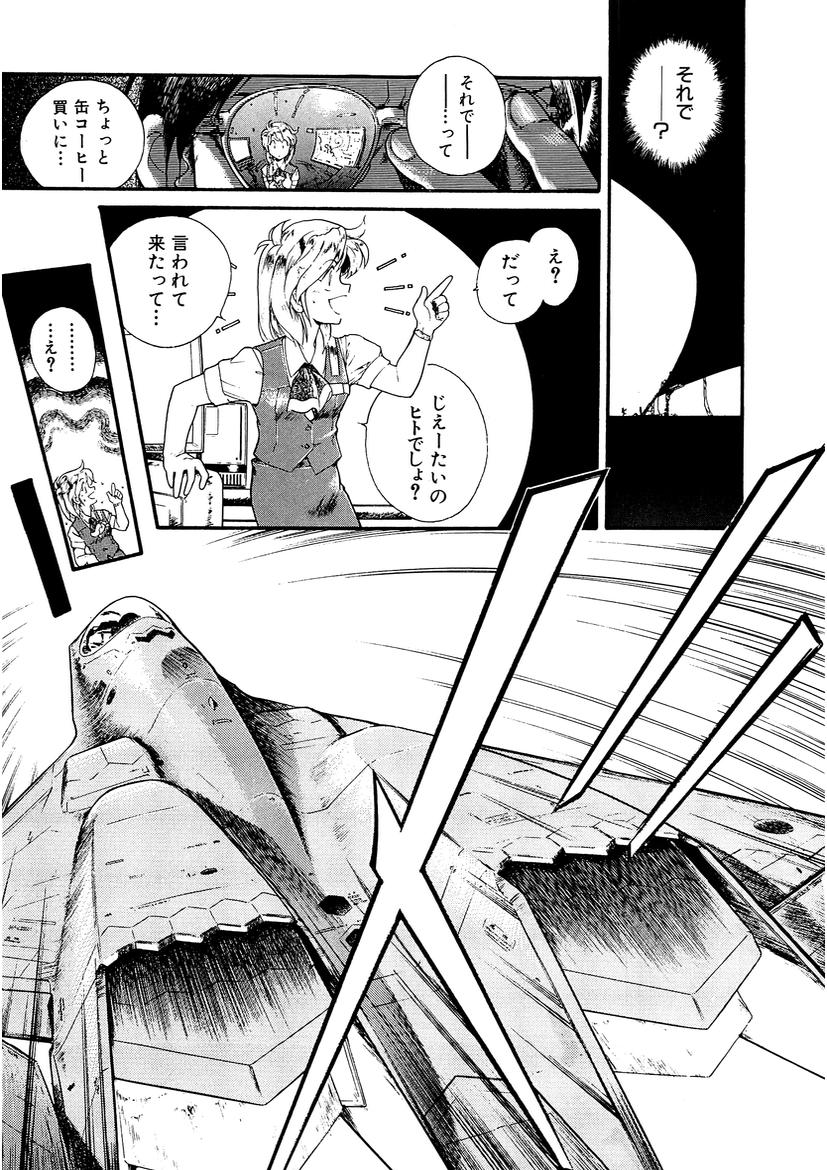 それで
――?
それで――
――…って
ちょっと
缶コーヒー
買いに…
え?
だって
じえーたいの
ヒトでしょ?
言われて
来たって…
………
…え?